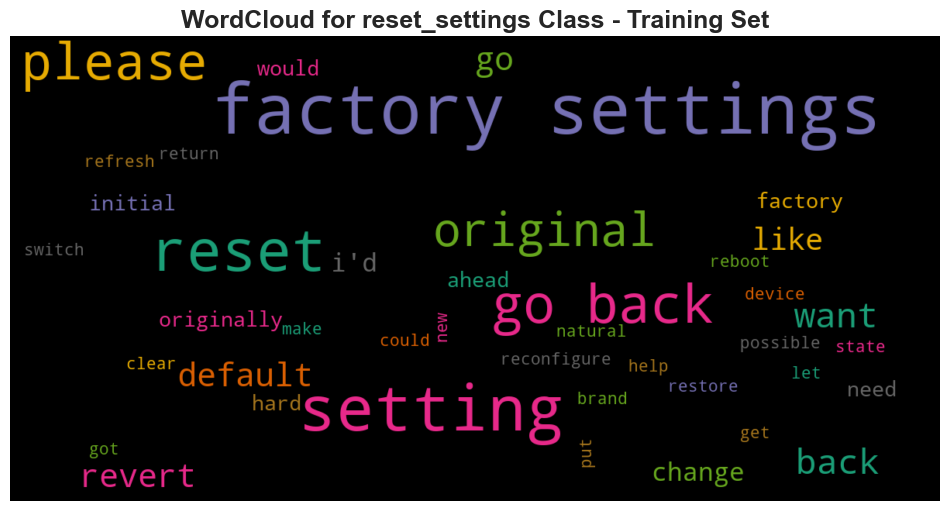 WordCloud for reset_settings Class - Training Set
please
would
go
factory settings
refresh
return
initial
factory
original
like
switch
reset
i'd
reboot
ahead
device
go back
originally
make
new
natural
want
could
possible
state
clear
default
reconfigure
help
let
restore
need
hard
setting
brand
get
got
put
revert
change
back